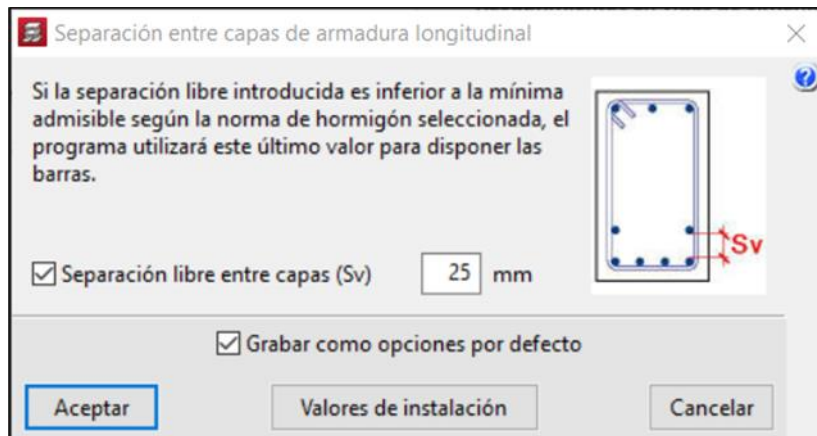 Separación entre capas de armadura longitudinal
Si la separación libre introducida es inferior a la mínima
admisible según la norma de hormigón seleccionada, el
programa utilizará este último valor para disponer las
barras.
Sv
Separación libre entre capas (Sv) 25 mm
Grabar como opciones por defecto
Aceptar Valores de instalación Cancelar